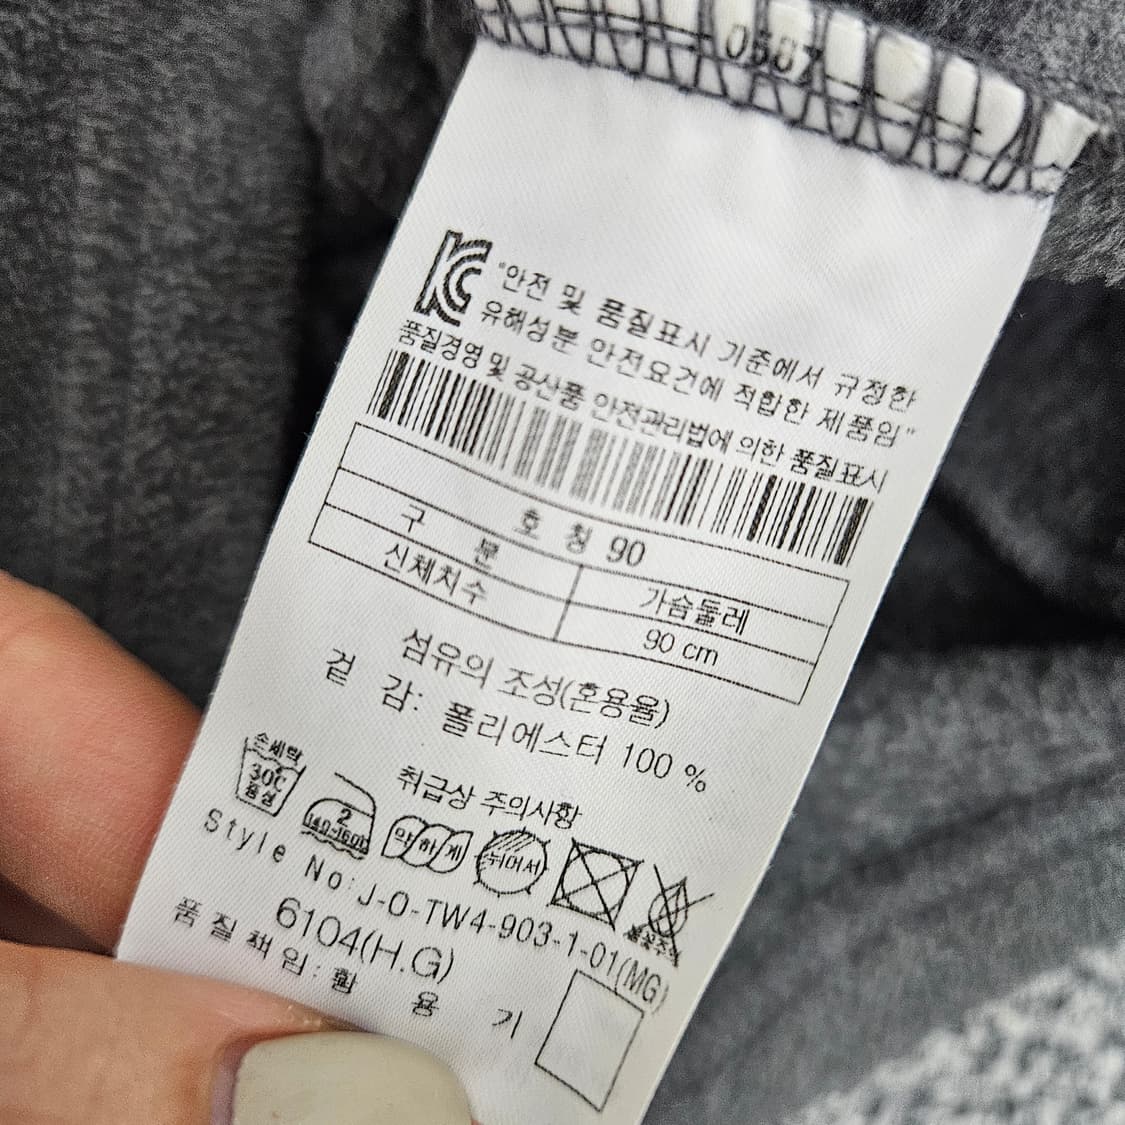 0587
KC
"안전 및 품질표시 기준에서 규정한
유해성분 안전요건에 적합한 제품임"
품질경영 및 공산품 안전관리법에 의한 품질표시
호 칭 90
구 분 가슴둘레
신체치수 90 cm
섬유의 조성(혼용율)
겉 감: 폴리에스터 100 %
취급상 주의사항
손세탁
30℃
중성
2
140~160℃
약하게
뉘어서
Style No:J-O-TW4-903-1-01(MG)
6104(H.G)
품질책임:황 용 기